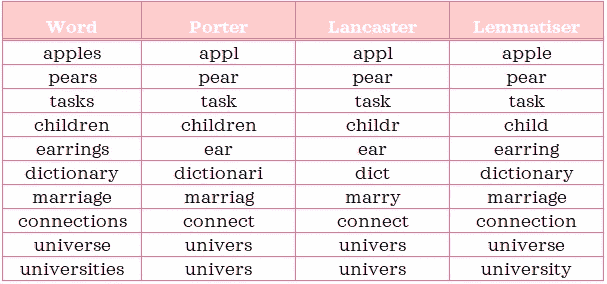 Word Porter Lancaster Lemmatiser
apples appl appl apple
pears pear pear pear
tasks task task task
children children childr child
earrings ear ear earring
dictionary dictionari dict dictionary
marriage marriag marry marriage
connections connect connect connection
universe univers univers universe
universities univers univers university